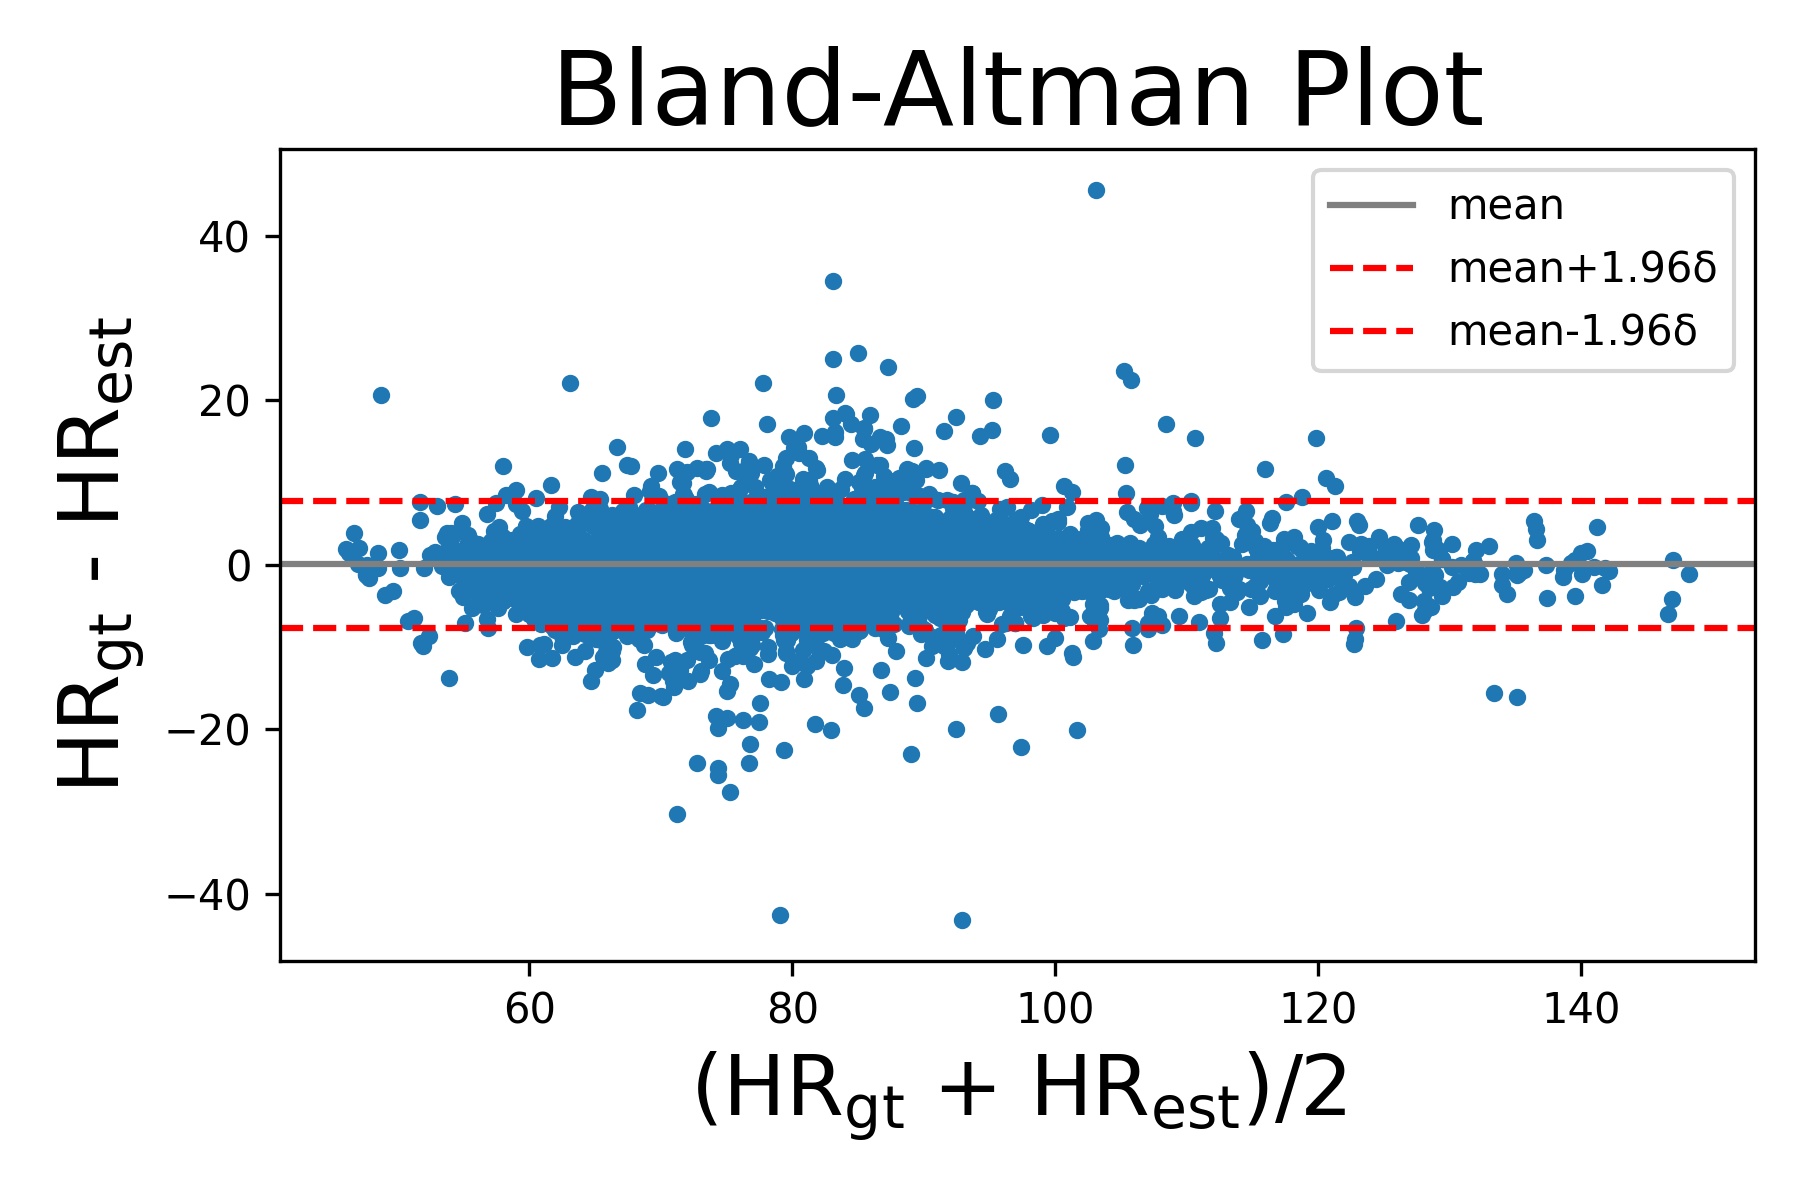 Bland-Altman Plot
mean
mean+1.96δ
mean-1.96δ
40
20
0
−20
−40
HRgt - HRest
60 80 100 120 140
(HRgt + HRest)/2